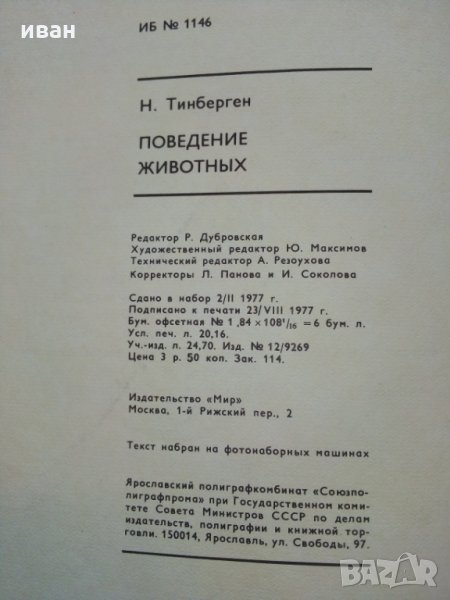 иван
ИБ № 1146
Н. Тинберген
ПОВЕДЕНИЕ
ЖИВОТНЫХ
Редактор Р. Дубровская
Художественный редактор Ю. Максимов
Технический редактор А. Резоухова
Корректоры Л. Панова и И. Соколова
Сдано в набор 2/II 1977 г.
Подписано к печати 23/VIII 1977 г.
Бум. офсетная № 1,84×108¹/₁₆=6 бум. л.
Усл. печ. л. 20,16.
Уч.-изд. л. 24,70. Изд. № 12/9269
Цена 3 р. 50 коп. Зак. 114.
Издательство «Мир»
Москва, 1-й Рижский пер., 2
Текст набран на фотонаборных машинах
Ярославский полиграфкомбинат «Союзпо-
лиграфпрома» при Государственном коми-
тете Совета Министров СССР по делам
издательств, полиграфии и книжной тор-
говли. 150014, Ярославль, ул. Свободы, 97.
BAZAR